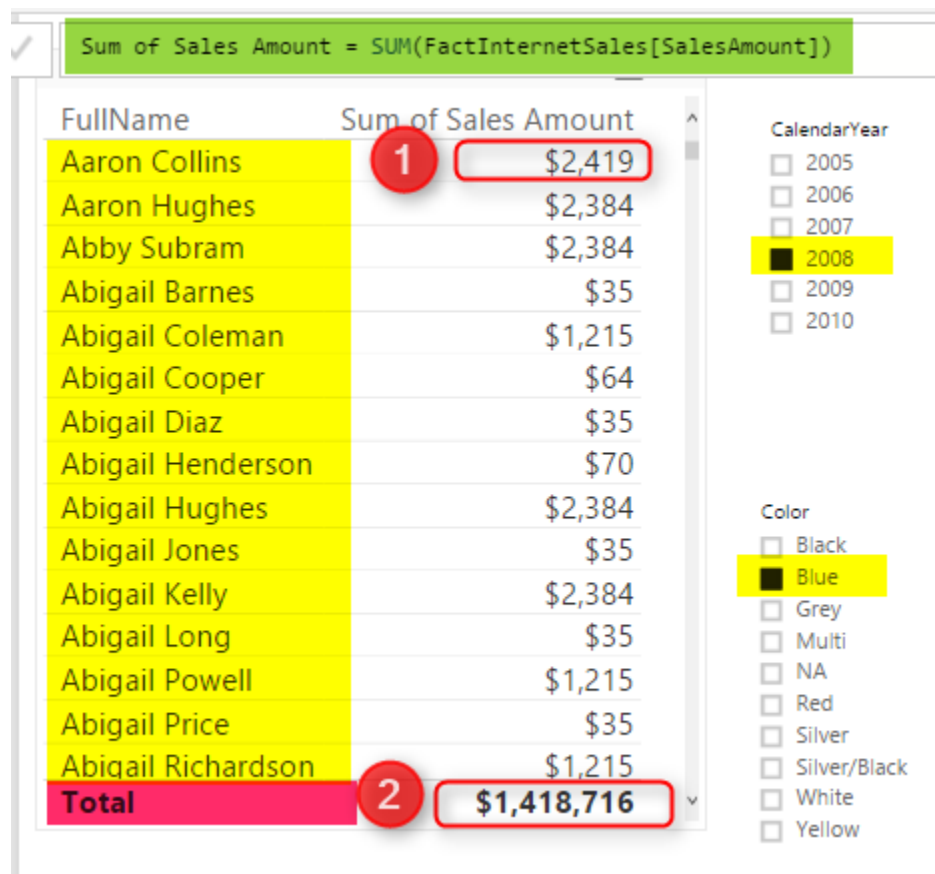 Sum of Sales Amount = SUM(FactInternetSales[SalesAmount])
FullName Sum of Sales Amount
Aaron Collins 1 $2,419
Aaron Hughes $2,384
Abby Subram $2,384
Abigail Barnes $35
Abigail Coleman $1,215
Abigail Cooper $64
Abigail Diaz $35
Abigail Henderson $70
Abigail Hughes $2,384
Abigail Jones $35
Abigail Kelly $2,384
Abigail Long $35
Abigail Powell $1,215
Abigail Price $35
Abigail Richardson $1,215
Total 2 $1,418,716
CalendarYear
2005
2006
2007
2008
2009
2010
Color
Black
Blue
Grey
Multi
NA
Red
Silver
Silver/Black
White
Yellow